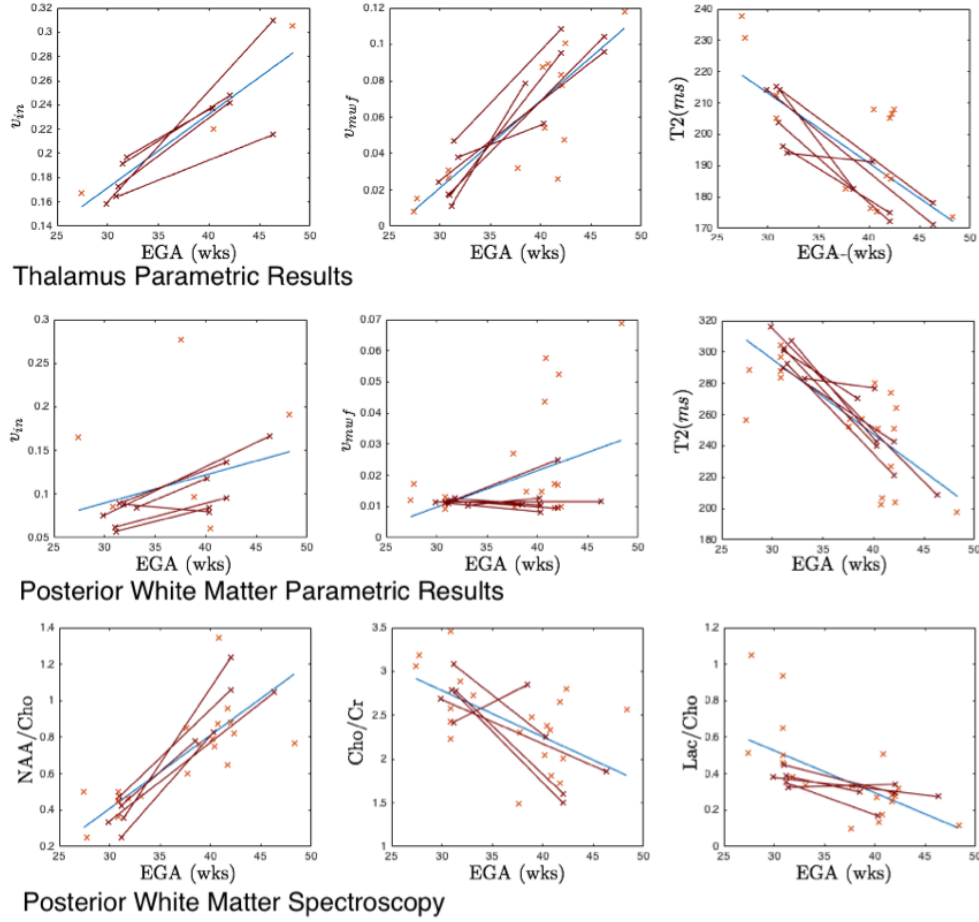 0.32
0.3
0.28
0.26
0.24
0.22
0.2
0.18
0.16
0.14
25 30 35 40 45 50
v_in
EGA (wks)
0.12
0.1
0.08
0.06
0.04
0.02
0
25 30 35 40 45 50
v_mwf
EGA (wks)
240
230
220
210
200
190
180
170
25 30 35 40 45 50
T2(ms)
EGA-(wks)
Thalamus Parametric Results
0.3
0.25
0.2
0.15
0.1
0.05
25 30 35 40 45 50
v_in
EGA (wks)
0.07
0.06
0.05
0.04
0.03
0.02
0.01
0
25 30 35 40 45 50
v_mwf
EGA (wks)
320
300
280
260
240
220
200
180
25 30 35 40 45 50
T2(ms)
EGA (wks)
Posterior White Matter Parametric Results
1.4
1.2
1
0.8
0.6
0.4
0.2
25 30 35 40 45 50
NAA/Cho
EGA (wks)
3.5
3
2.5
2
1.5
1
25 30 35 40 45 50
Cho/Cr
EGA (wks)
1.2
1
0.8
0.6
0.4
0.2
0
25 30 35 40 45 50
Lac/Cho
EGA (wks)
Posterior White Matter Spectroscopy